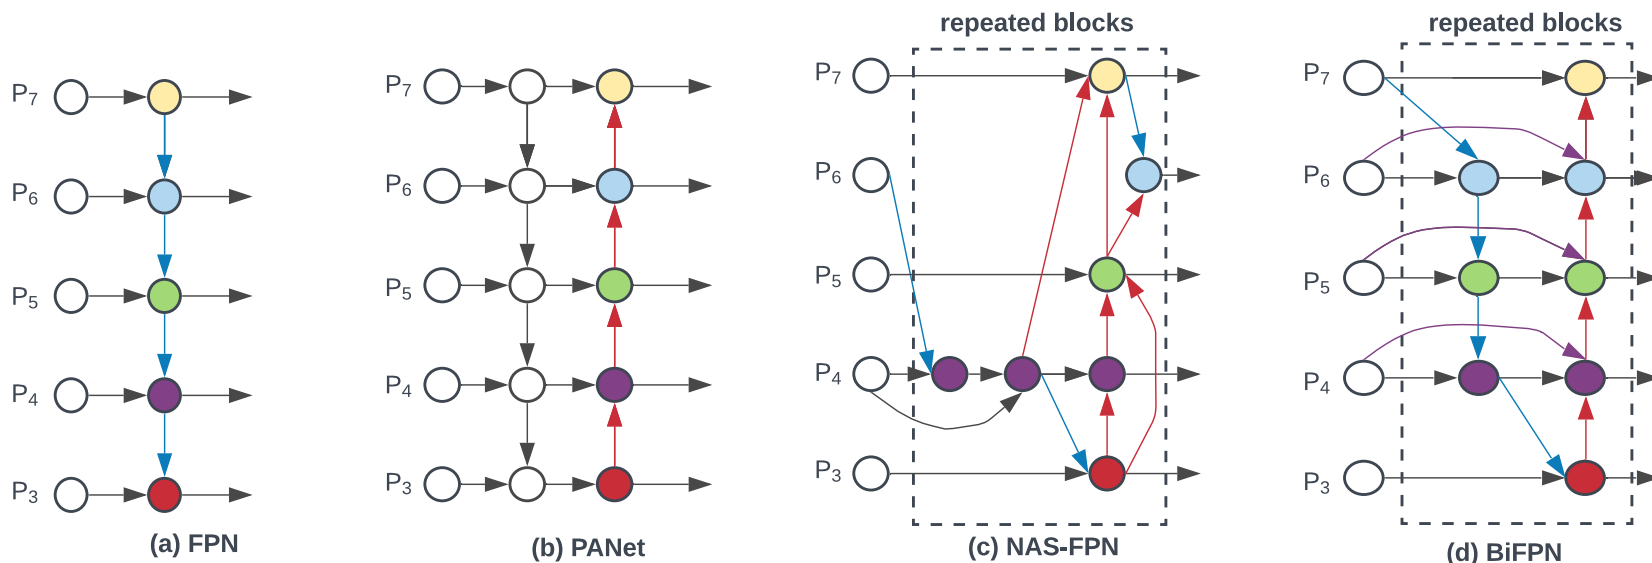 repeated blocks
repeated blocks
P7
P6
P5
P4
P3
(a) FPN
P7
P6
P5
P4
P3
(b) PANet
P7
P6
P5
P4
P3
(c) NAS-FPN
P7
P6
P5
P4
P3
(d) BiFPN